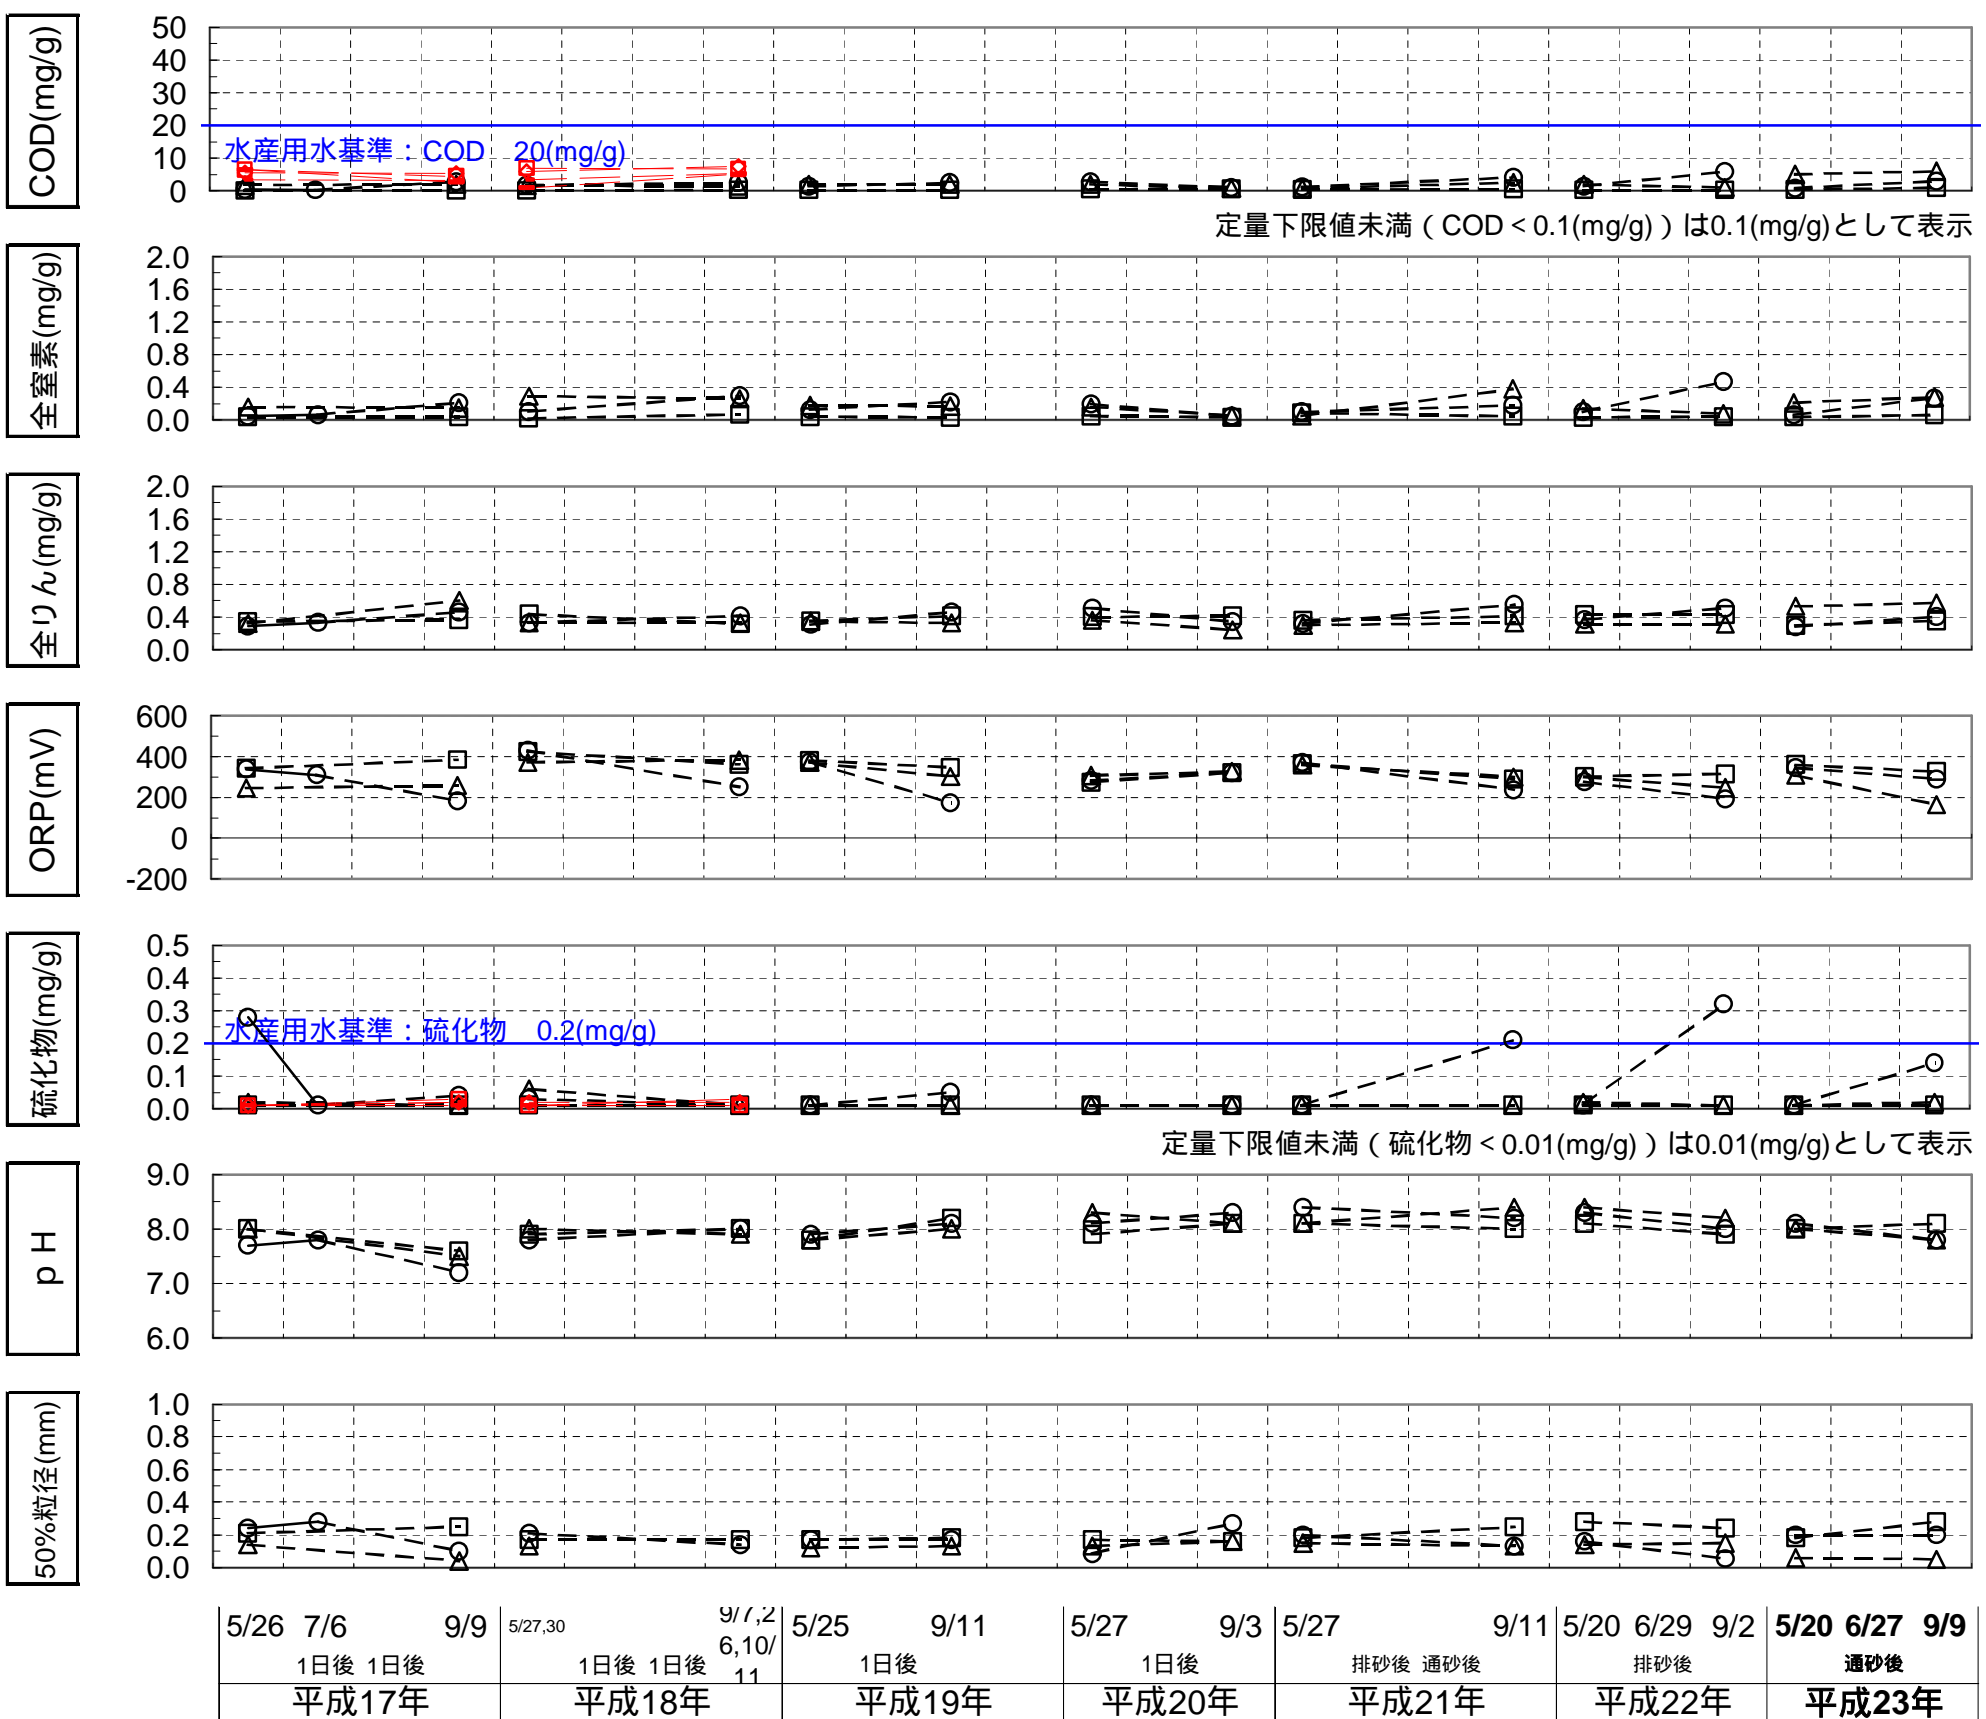 COD(mg/g)
50
40
30
20
10
0
水産用水基準：COD　20(mg/g)
定量下限値未満（COD＜0.1(mg/g)）は0.1(mg/g)として表示
全窒素(mg/g)
2.0
1.6
1.2
0.8
0.4
0.0
全りん(mg/g)
2.0
1.6
1.2
0.8
0.4
0.0
ORP(mV)
600
400
200
0
-200
硫化物(mg/g)
0.5
0.4
0.3
0.2
0.1
0.0
水産用水基準：硫化物　0.2(mg/g)
定量下限値未満（硫化物＜0.01(mg/g)）は0.01(mg/g)として表示
ｐＨ
9.0
8.0
7.0
6.0
50%粒径(mm)
1.0
0.8
0.6
0.4
0.2
0.0
5/26 7/6 9/9 5/27,30 9/7,2 5/25 9/11 5/27 9/3 5/27 9/11 5/20 6/29 9/2 5/20 6/27 9/9
6,10/
11
1日後 1日後 1日後 1日後 1日後 1日後 排砂後 通砂後 排砂後 通砂後
平成17年 平成18年 平成19年 平成20年 平成21年 平成22年 平成23年